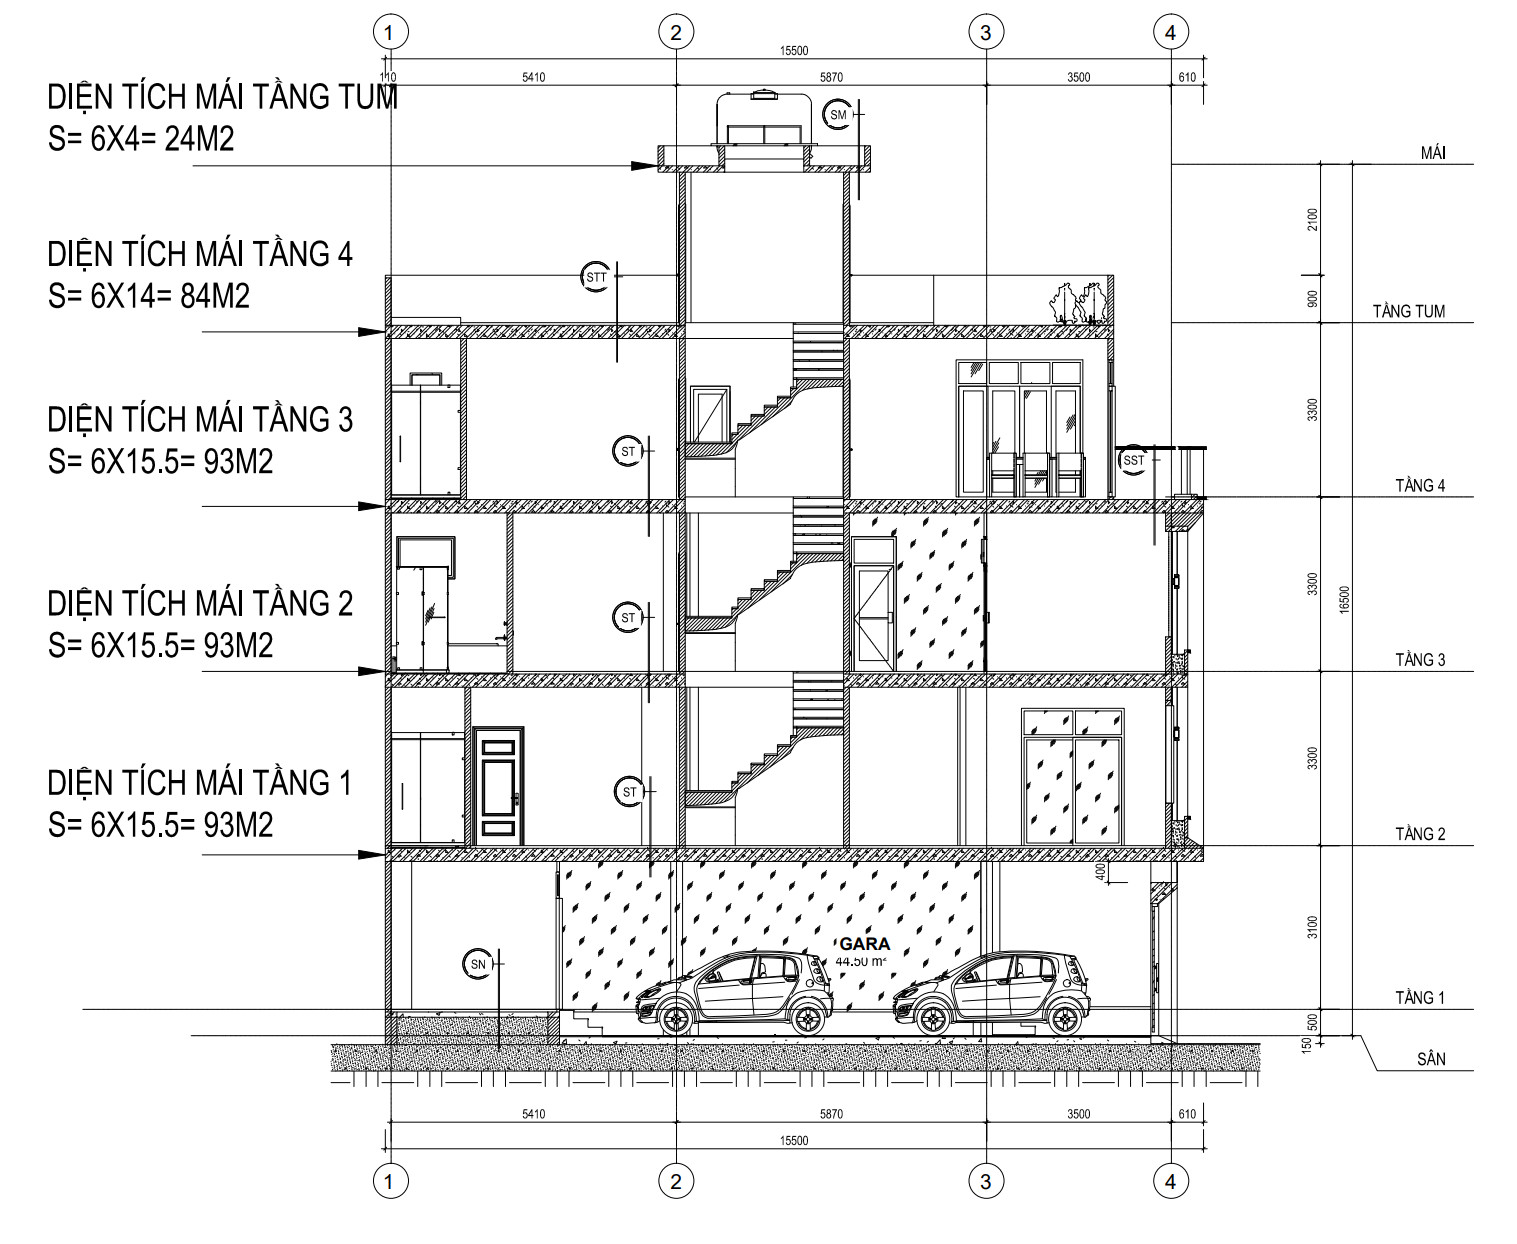 1 2 3 4
15500
110 5410 5870 3500 610
DIỆN TÍCH MÁI TẦNG TUM
S= 6X4= 24M2
SM
MÁI
2100
DIỆN TÍCH MÁI TẦNG 4
S= 6X14= 84M2
STT
900
TẦNG TUM
DIỆN TÍCH MÁI TẦNG 3
S= 6X15.5= 93M2
ST
SST
3300
TẦNG 4
DIỆN TÍCH MÁI TẦNG 2
S= 6X15.5= 93M2
ST
3300
16500
TẦNG 3
DIỆN TÍCH MÁI TẦNG 1
S= 6X15.5= 93M2
ST
3300
TẦNG 2
400
GARA
44.50 m²
SN
3100
TẦNG 1
500
150
SÂN
5410 5870 3500 610
15500
1 2 3 4